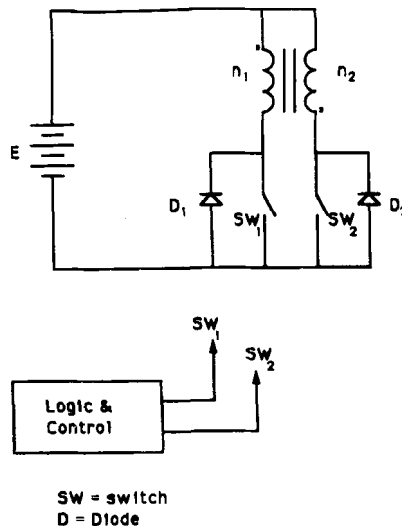 n₁ n₂
E
D₁ SW₁ SW₂ D₂
SW₁
SW₂
Logic &
Control
SW = switch
D = Diode